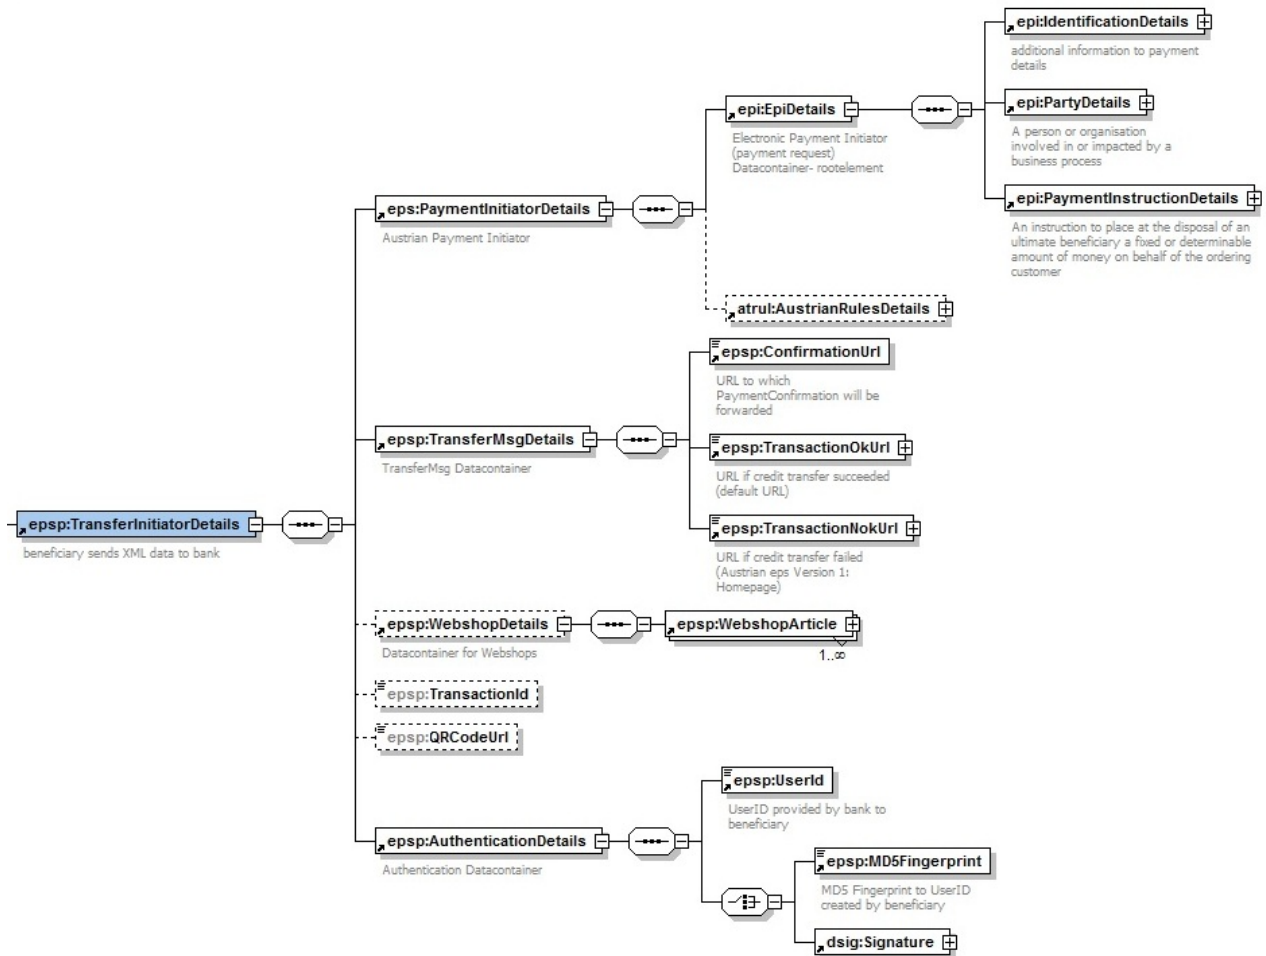 epi:IdentificationDetails
additional information to payment
details
epi:PartyDetails
A person or organisation
involved in or impacted by a
business process
epi:PaymentInstructionDetails
An instruction to place at the disposal of an
ultimate beneficiary a fixed or determinable
amount of money on behalf of the ordering
customer
epi:EpiDetails
Electronic Payment Initiator
(payment request)
Datacontainer- rootelement
eps:PaymentInitiatorDetails
Austrian Payment Initiator
atrul:AustrianRulesDetails
epsp:ConfirmationUrl
URL to which
PaymentConfirmation will be
forwarded
epsp:TransferMsgDetails
TransferMsg Datacontainer
epsp:TransactionOkUrl
URL if credit transfer succeeded
(default URL)
epsp:TransactionNokUrl
URL if credit transfer failed
(Austrian eps Version 1:
Homepage)
epsp:TransferInitiatorDetails
beneficiary sends XML data to bank
epsp:WebshopDetails
Datacontainer for Webshops
epsp:WebshopArticle
1..∞
epsp:TransactionId
epsp:QRCodeUrl
epsp:UserId
UserID provided by bank to
beneficiary
epsp:AuthenticationDetails
Authentication Datacontainer
epsp:MD5Fingerprint
MD5 Fingerprint to UserID
created by beneficiary
dsig:Signature